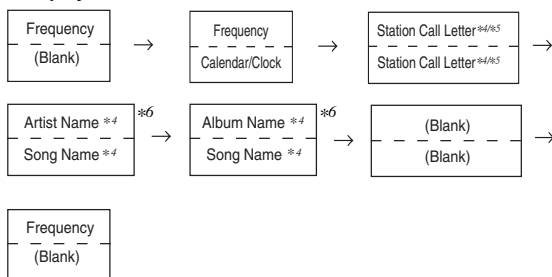 Frequency
(Blank)
Frequency
Calendar/Clock
Station Call Letter*4/*5
Station Call Letter*4/*5
Artist Name *4
Song Name *4
*6
Album Name *4
Song Name *4
*6
(Blank)
(Blank)
Frequency
(Blank)